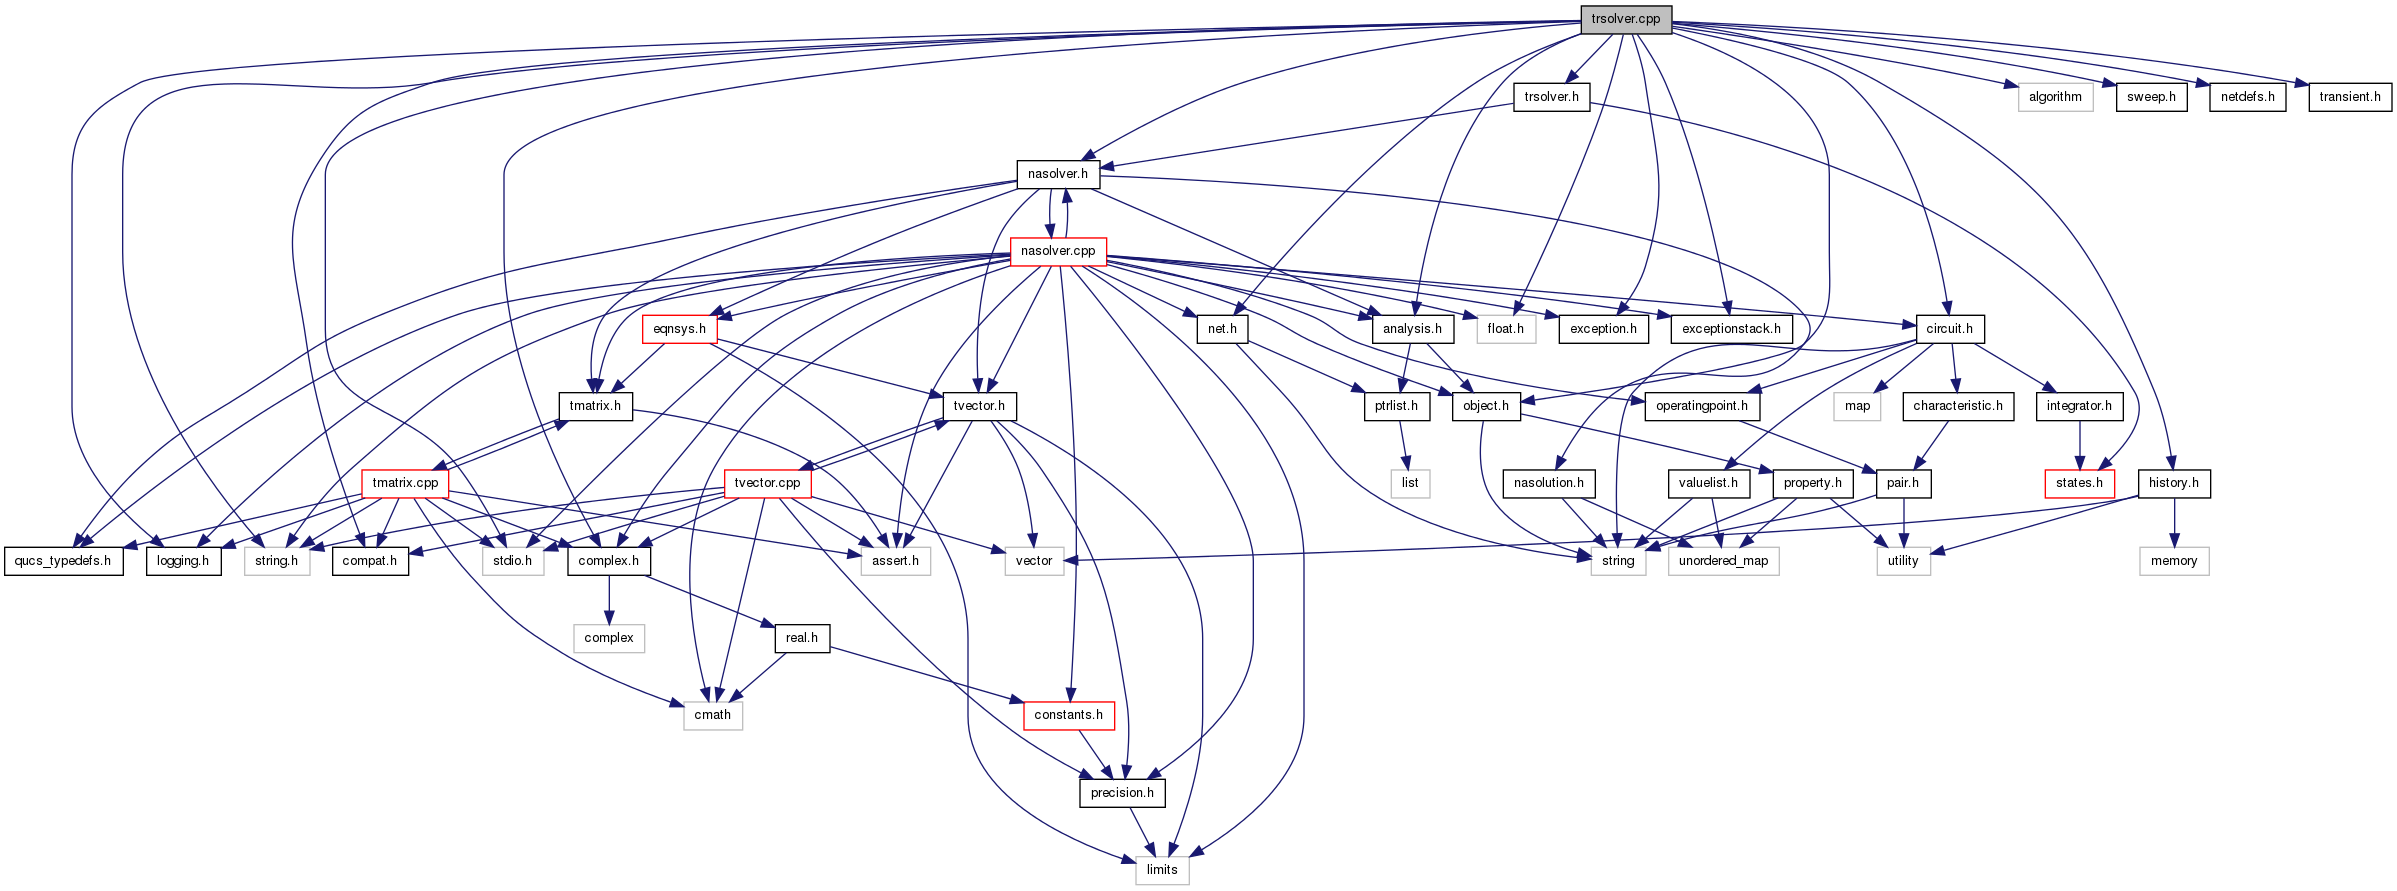 trsolver.cpp
trsolver.h
algorithm
sweep.h
netdefs.h
transient.h
nasolver.h
nasolver.cpp
eqnsys.h
net.h
analysis.h
float.h
exception.h
exceptionstack.h
circuit.h
tmatrix.h
tvector.h
ptrlist.h
object.h
operatingpoint.h
map
characteristic.h
integrator.h
tmatrix.cpp
tvector.cpp
list
nasolution.h
valuelist.h
property.h
pair.h
states.h
history.h
qucs_typedefs.h
logging.h
string.h
compat.h
stdio.h
complex.h
assert.h
vector
string
unordered_map
utility
memory
complex
real.h
cmath
constants.h
precision.h
limits